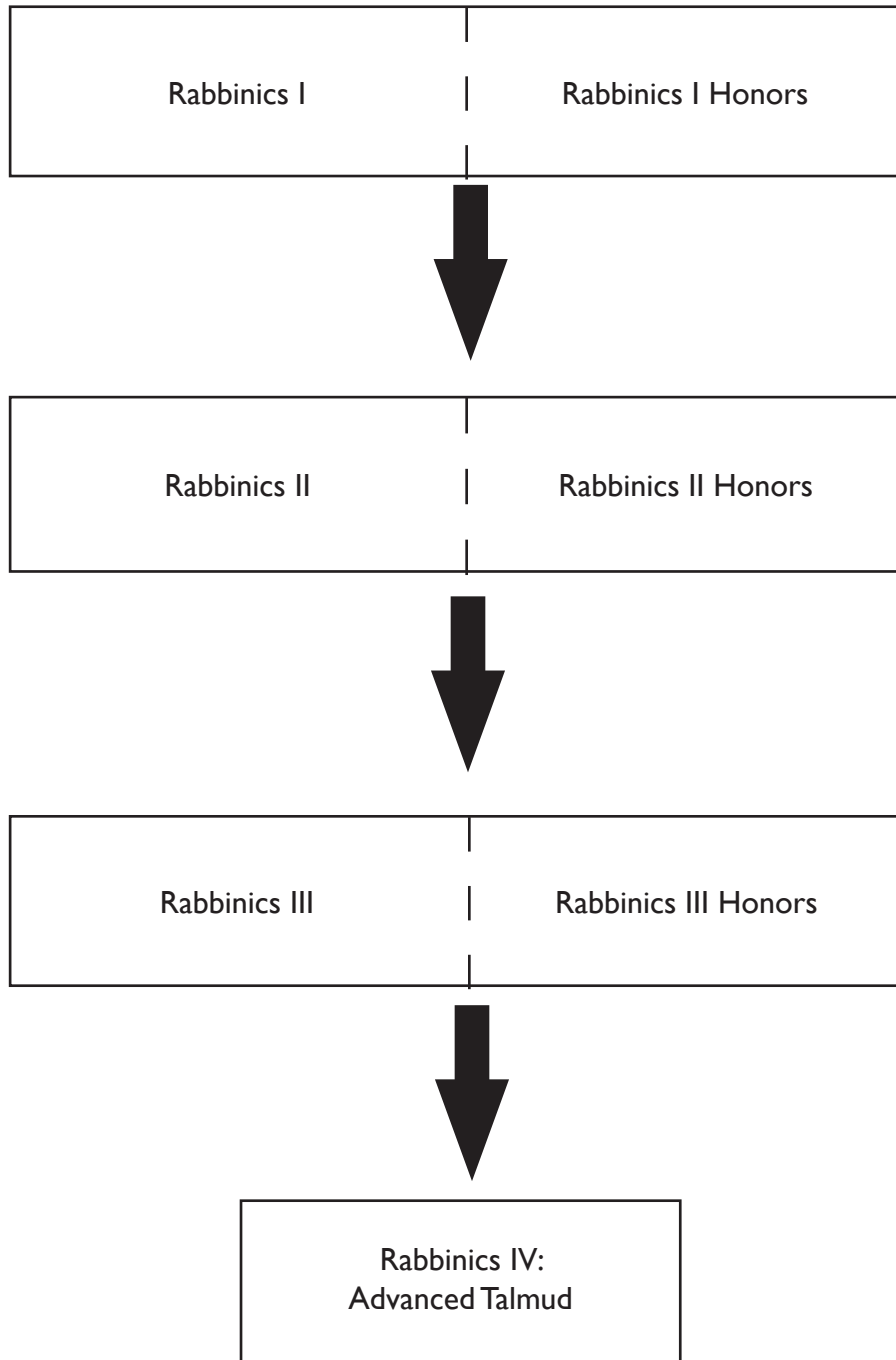 Rabbinics I
Rabbinics I Honors
Rabbinics II
Rabbinics II Honors
Rabbinics III
Rabbinics III Honors
Rabbinics IV:
Advanced Talmud